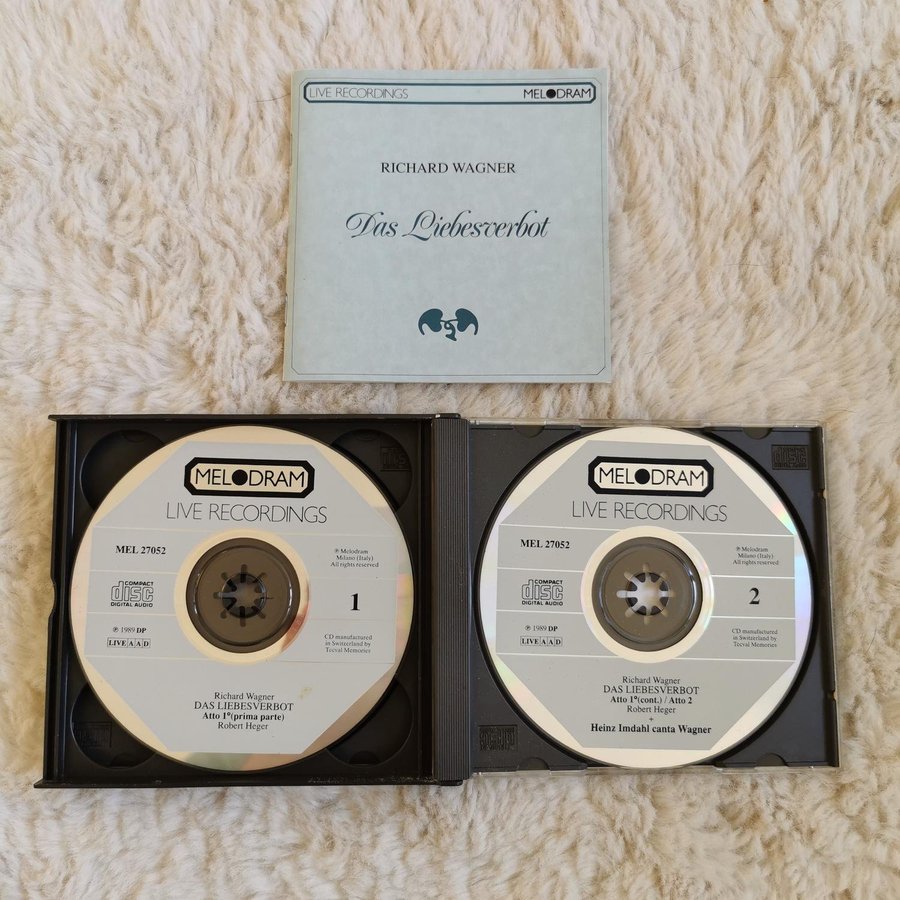 LIVE RECORDINGS
MELODRAM
RICHARD WAGNER
Das Liebesverbot
MELODRAM
LIVE RECORDINGS
MEL 27052
℗ Melodram
Milano (Italy)
All rights reserved
COMPACT
disc
DIGITAL AUDIO
1
℗ 1989 DP
LIVE A A D
CD manufactured
in Switzerland by
Tecval Memories
Richard Wagner
DAS LIEBESVERBOT
Atto 1° (prima parte)
Robert Heger
MELODRAM
LIVE RECORDINGS
MEL 27052
℗ Melodram
Milano (Italy)
All rights reserved
COMPACT
disc
DIGITAL AUDIO
2
℗ 1989 DP
LIVE A A D
CD manufactured
in Switzerland by
Tecval Memories
Richard Wagner
DAS LIEBESVERBOT
Atto 1° (cont.) / Atto 2
Robert Heger
+
Heinz Imdahl canta Wagner